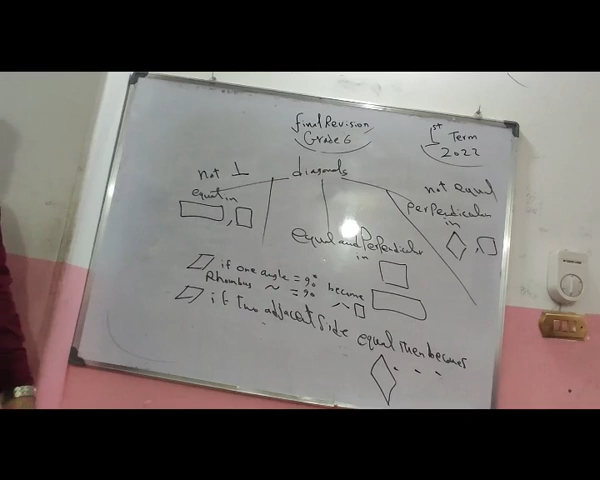 final Revision
Grade 6
1st Term
2022
diagonals
not ⊥
equal in
,
equal and Perpendicular
in
not equal
perpendicular
in
,
if one angle = 90° become
Rhombus ~ = 90
if two adjacent side equal then becomes